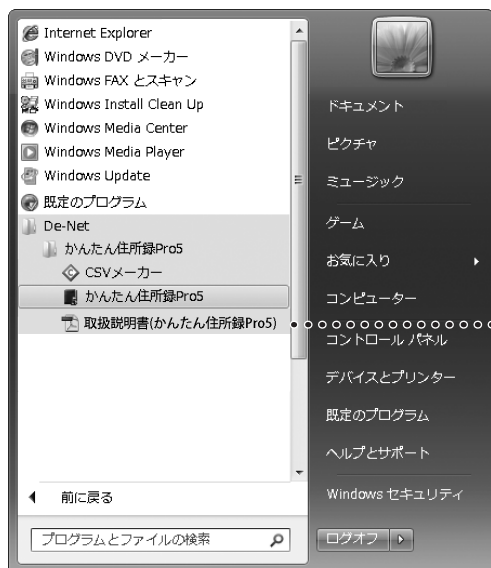 Internet Explorer
Windows DVD メーカー
Windows FAX とスキャン
Windows Install Clean Up
Windows Media Center
Windows Media Player
Windows Update
既定のプログラム
De-Net
かんたん住所録Pro5
CSVメーカー
かんたん住所録Pro5
取扱説明書(かんたん住所録Pro5)
前に戻る
プログラムとファイルの検索
ドキュメント
ピクチャ
ミュージック
ゲーム
お気に入り
コンピューター
コントロール パネル
デバイスとプリンター
既定のプログラム
ヘルプとサポート
Windows セキュリティ
ログオフ